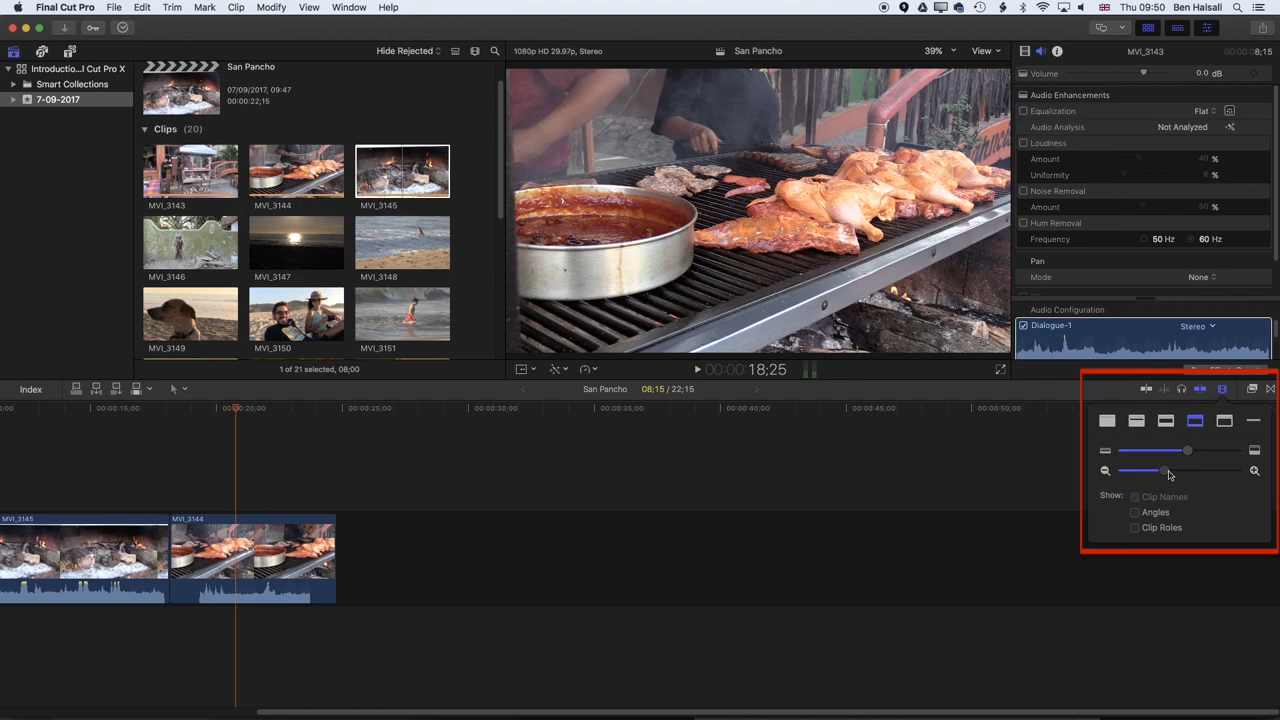 Final Cut Pro File Edit Trim Mark Clip Modify View Window Help Thu 09:50 Ben Halsall
Hide Rejected 1080p HD 29.97p, Stereo San Pancho 39% View MVI_3143 8;15
Introductio...l Cut Pro X
Smart Collections
7-09-2017
San Pancho
07/09/2017, 09:47
00:00:22;15
Clips (20)
MVI_3143 MVI_3144 MVI_3145
MVI_3146 MVI_3147 MVI_3148
MVI_3149 MVI_3150 MVI_3151
1 of 21 selected, 08;00
00:00:18;25
Volume 0.0 dB
Audio Enhancements
Equalization Flat
Audio Analysis Not Analyzed
Loudness
Amount 40 %
Uniformity 6 %
Noise Removal
Amount 50 %
Hum Removal
Frequency 50 Hz 60 Hz
Pan
Mode None
Audio Configuration
Dialogue-1 Stereo
Index San Pancho 08;15 / 22;15
00:00:15;00 00:00:20;00 00:00:25;00 00:00:30;00 00:00:35;00 00:00:40;00 00:00:45;00 00:00:50;00
MVI_3145 MVI_3144
Show: Clip Names
Angles
Clip Roles